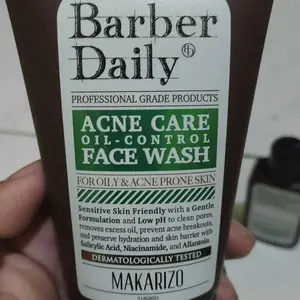 Barber
Daily
PROFESSIONAL GRADE PRODUCTS
ACNE CARE
OIL-CONTROL
FACE WASH
FOR OILY & ACNE PRONE SKIN
Sensitive Skin Friendly with a Gentle
Formulation and Low pH to clean pores,
removes excess oil, prevent acne breakouts,
and preserve hydration and skin barrier with
Salicylic Acid, Niacinamide, and Allantoin.
DERMATOLOGICALLY TESTED
MAKARIZO